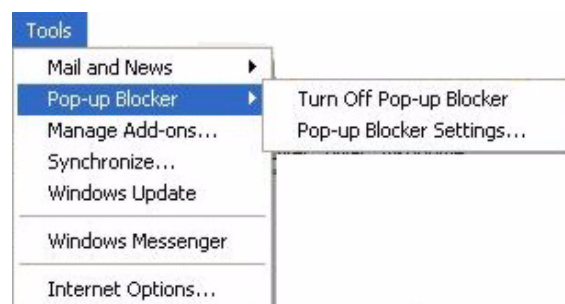 Tools
Mail and News
Pop-up Blocker
Turn Off Pop-up Blocker
Manage Add-ons...
Pop-up Blocker Settings...
Synchronize...
Windows Update
Windows Messenger
Internet Options...